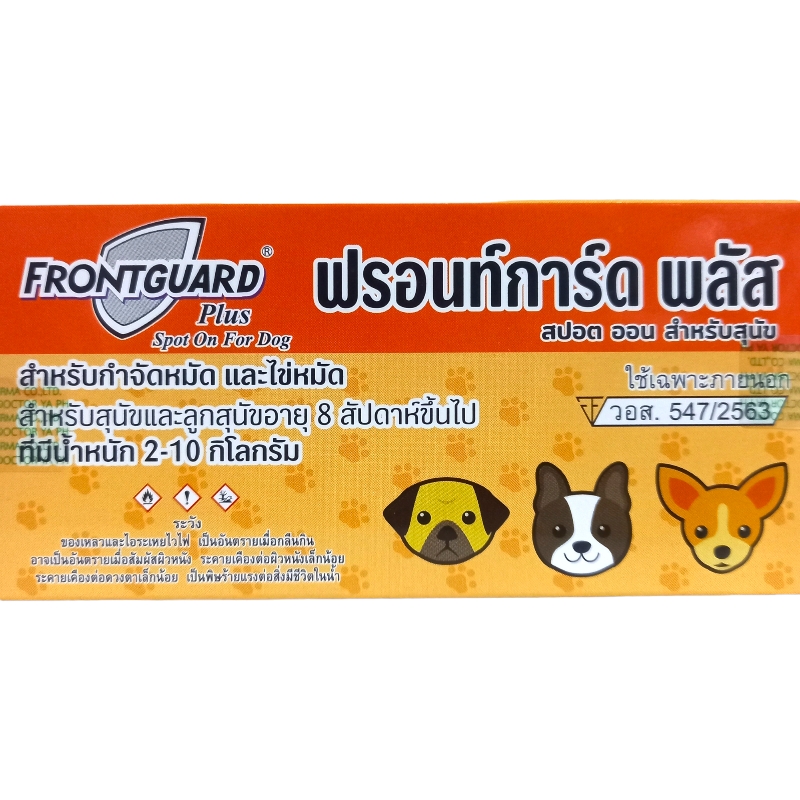 FRONTGUARD®
Plus
Spot On For Dog
ฟรอนท์การ์ด พลัส
สปอต ออน สำหรับสุนัข
สำหรับกำจัดหมัด และไข่หมัด
สำหรับสุนัขและลูกสุนัขอายุ 8 สัปดาห์ขึ้นไป
ที่มีน้ำหนัก 2-10 กิโลกรัม
ใช้เฉพาะภายนอก
วอส. 547/2563
ระวัง
ของเหลวและไอระเหยไวไฟ เป็นอันตรายเมื่อกลืนกิน
อาจเป็นอันตรายเมื่อสัมผัสผิวหนัง ระคายเคืองต่อผิวหนังเล็กน้อย
ระคายเคืองต่อดวงตาเล็กน้อย เป็นพิษร้ายแรงต่อสิ่งมีชีวิตในน้ำ